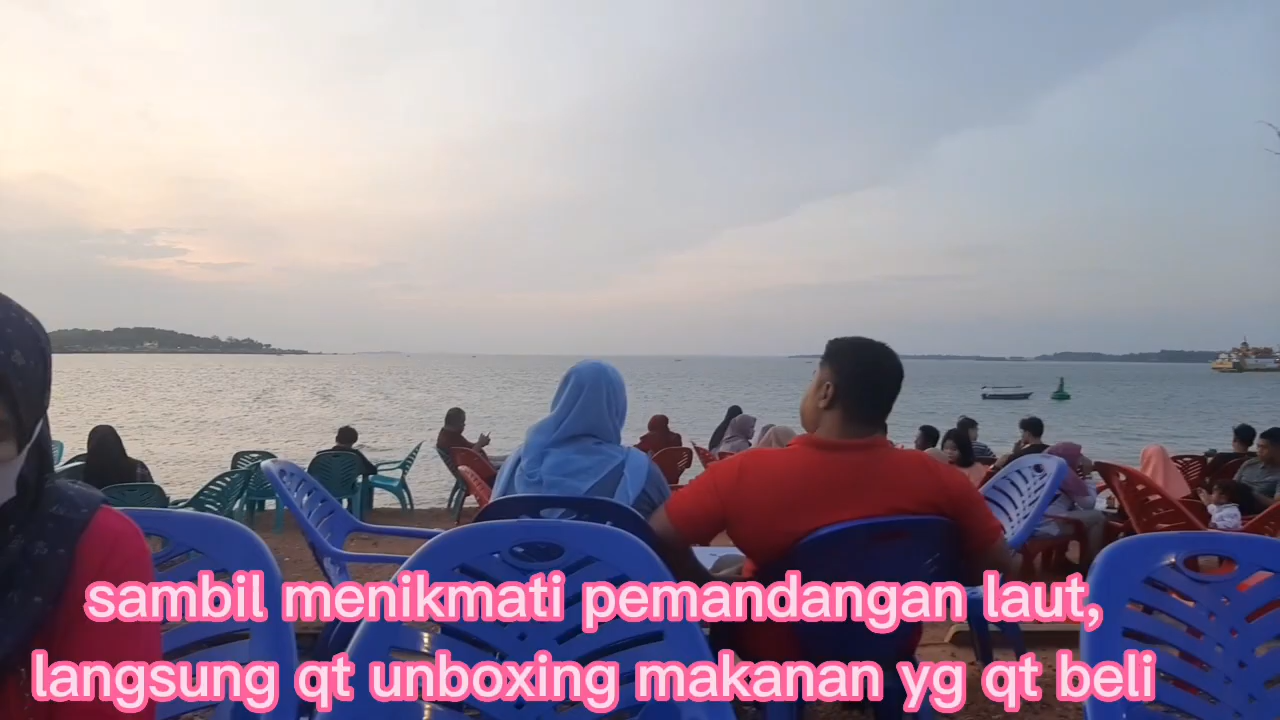 sambil menikmati pemandangan laut,
langsung qt unboxing makanan yg qt beli